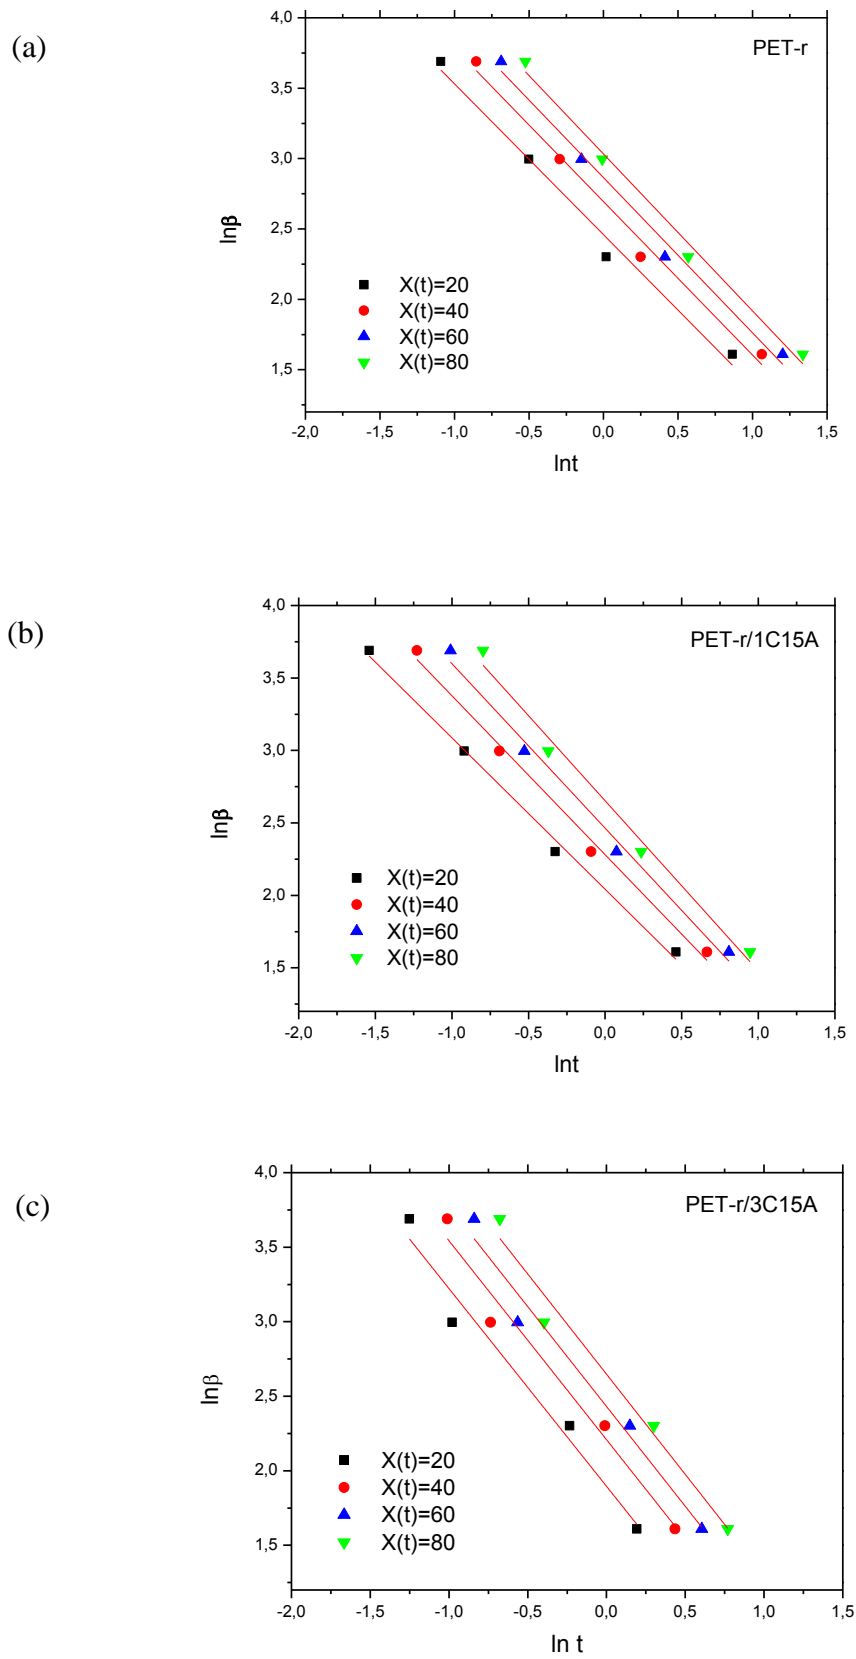 (a)
PET-r
4,0
3,5
3,0
2,5
2,0
1,5
lnβ
X(t)=20
X(t)=40
X(t)=60
X(t)=80
-2,0 -1,5 -1,0 -0,5 0,0 0,5 1,0 1,5
lnt
(b)
PET-r/1C15A
4,0
3,5
3,0
2,5
2,0
1,5
lnβ
X(t)=20
X(t)=40
X(t)=60
X(t)=80
-2,0 -1,5 -1,0 -0,5 0,0 0,5 1,0 1,5
lnt
(c)
PET-r/3C15A
4,0
3,5
3,0
2,5
2,0
1,5
lnβ
X(t)=20
X(t)=40
X(t)=60
X(t)=80
-2,0 -1,5 -1,0 -0,5 0,0 0,5 1,0 1,5
ln t